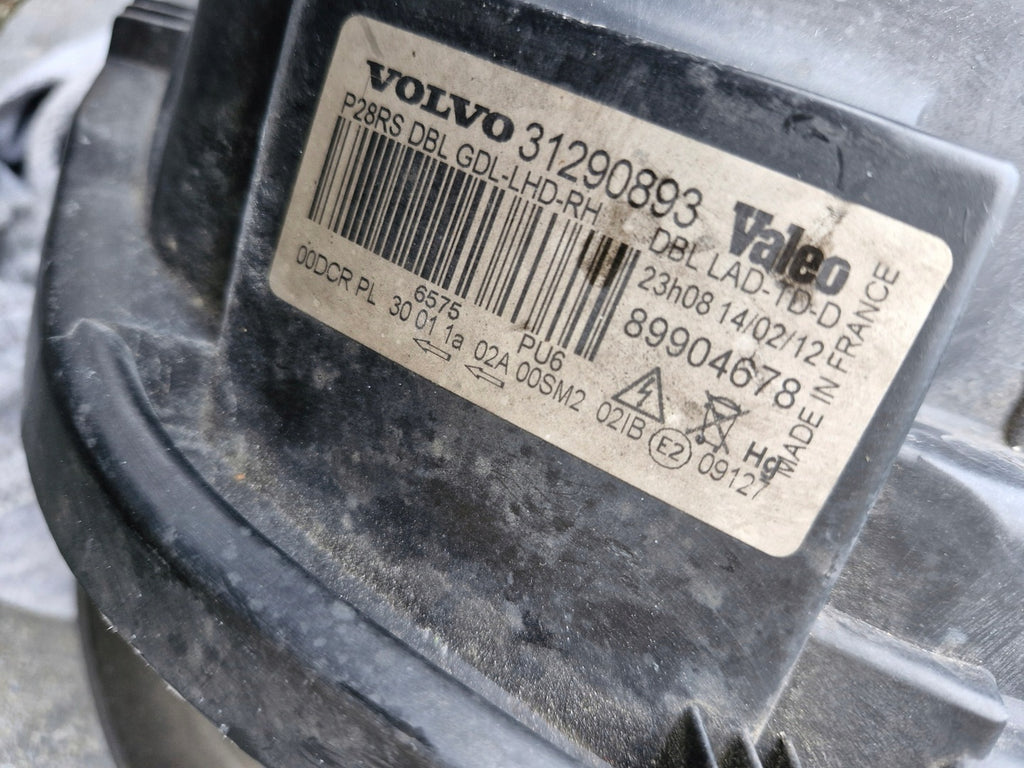 VOLVO 31290893 Valeo
P28RS DBL GDL-LHD-RH DBL LAD-TD-D
23h08 14/02/12
89904678
6575 PU6
00DCR PL 30 01 1a 02A 00SM2 02IB E2 09127
Hg
MADE IN FRANCE